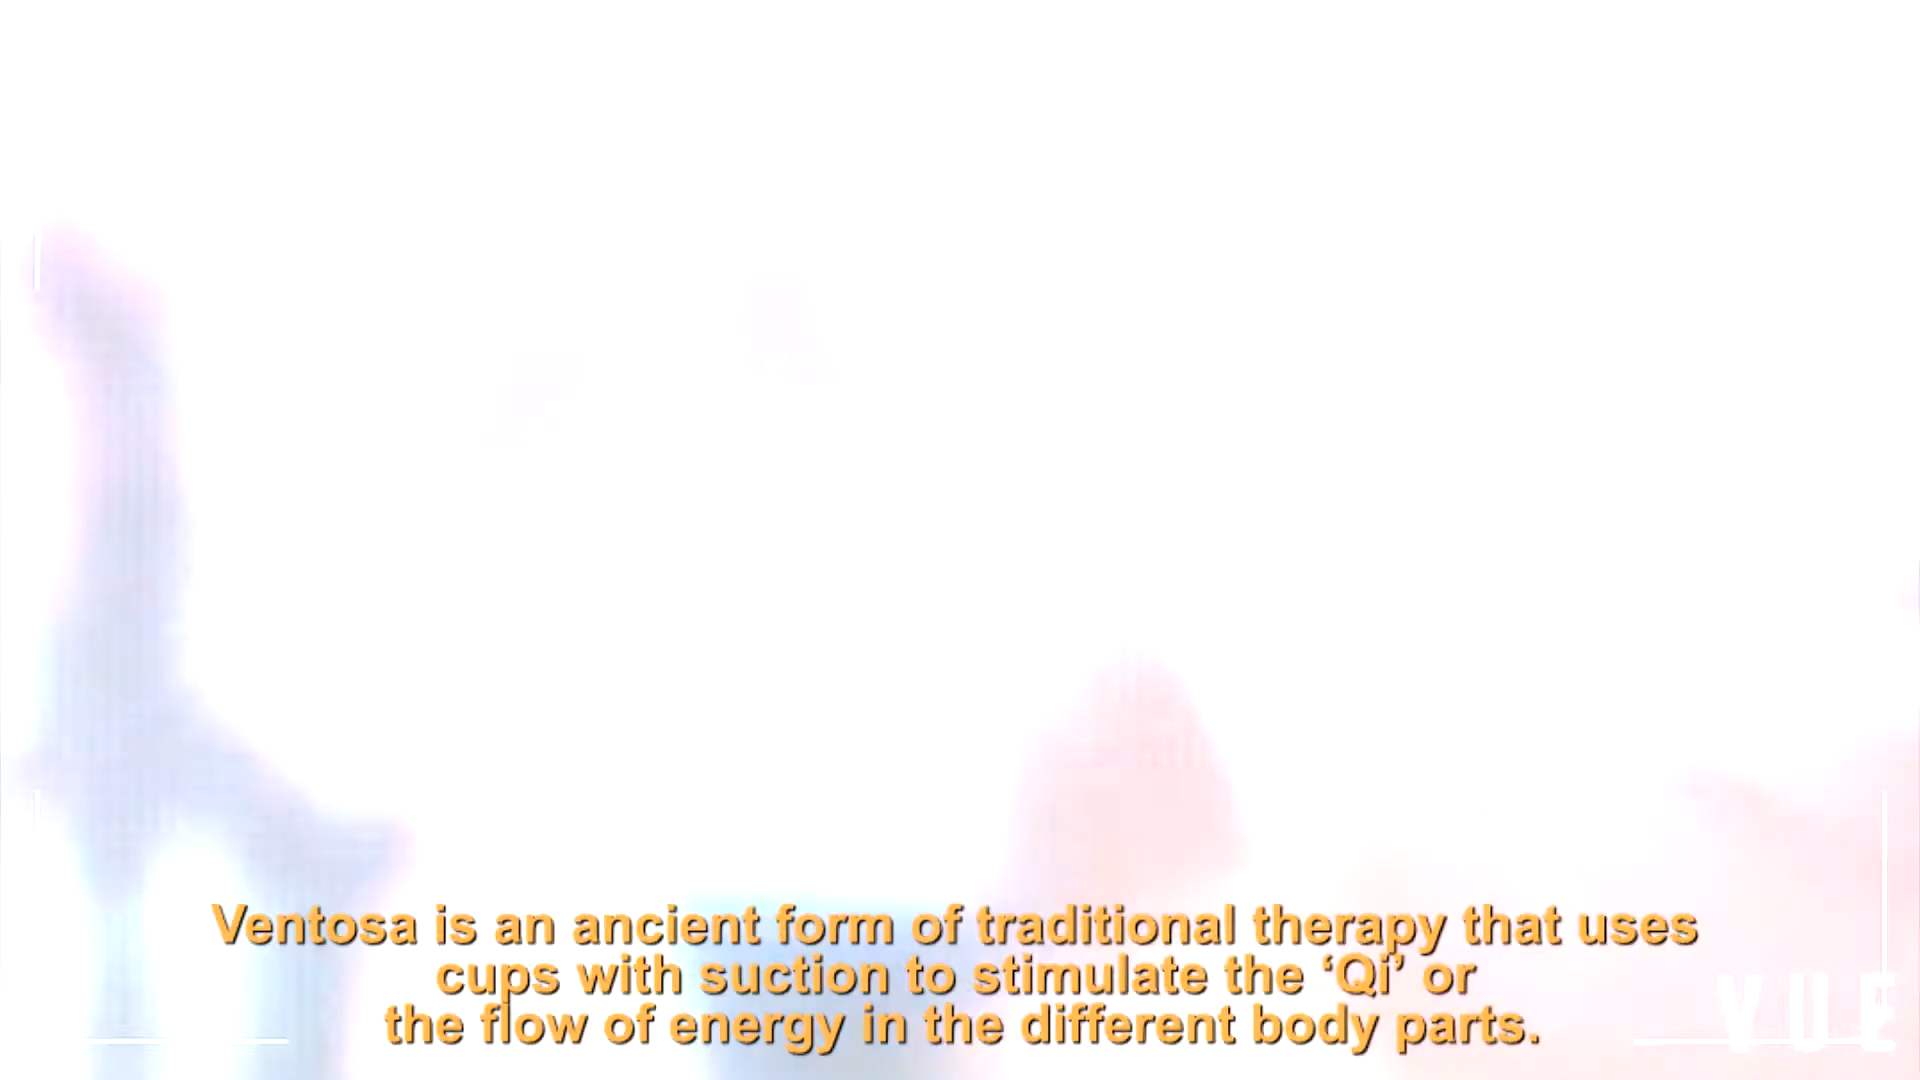 Ventosa is an ancient form of traditional therapy that uses
cups with suction to stimulate the ‘Qi’ or
the flow of energy in the different body parts.
VUE